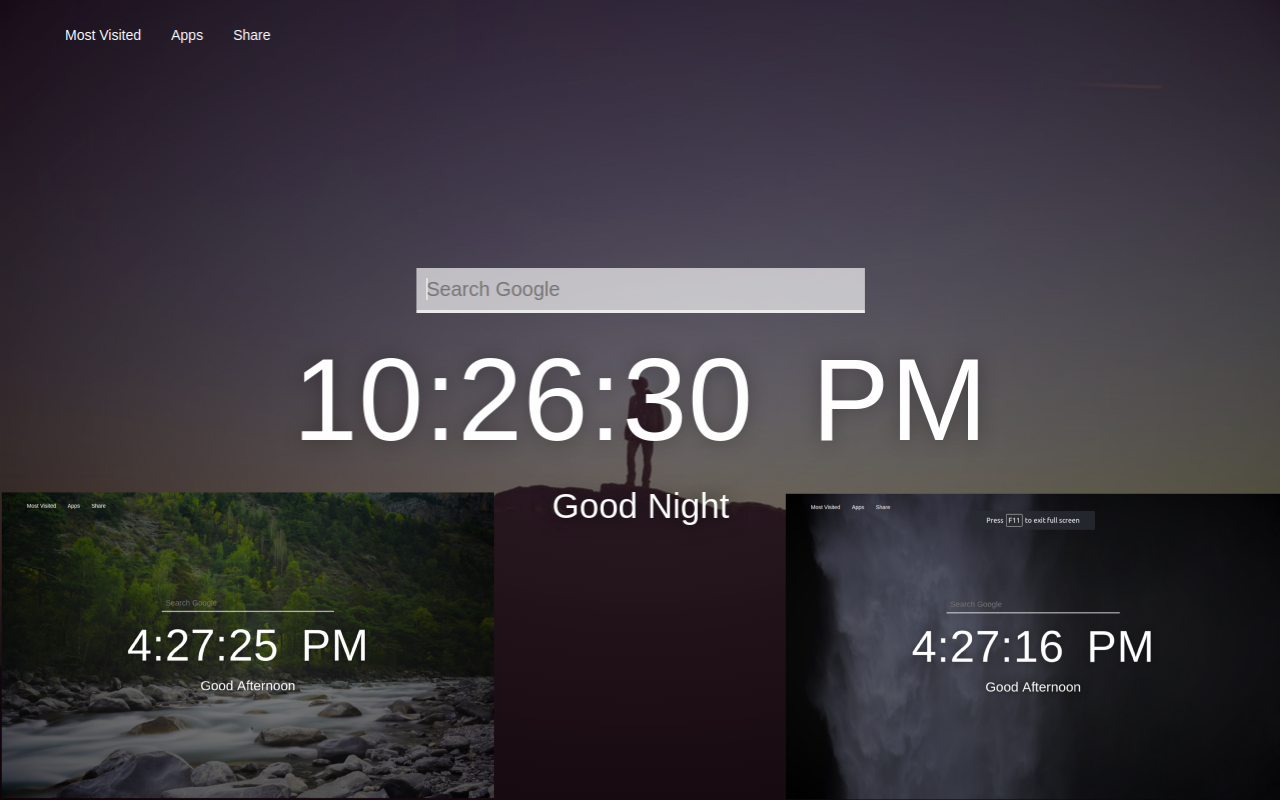 Most Visited Apps Share
Search Google
10:26:30 PM
Good Night
Most Visited Apps Share
Search Google
4:27:25 PM
Good Afternoon
Most Visited Apps Share
Press F11 to exit full screen
Search Google
4:27:16 PM
Good Afternoon